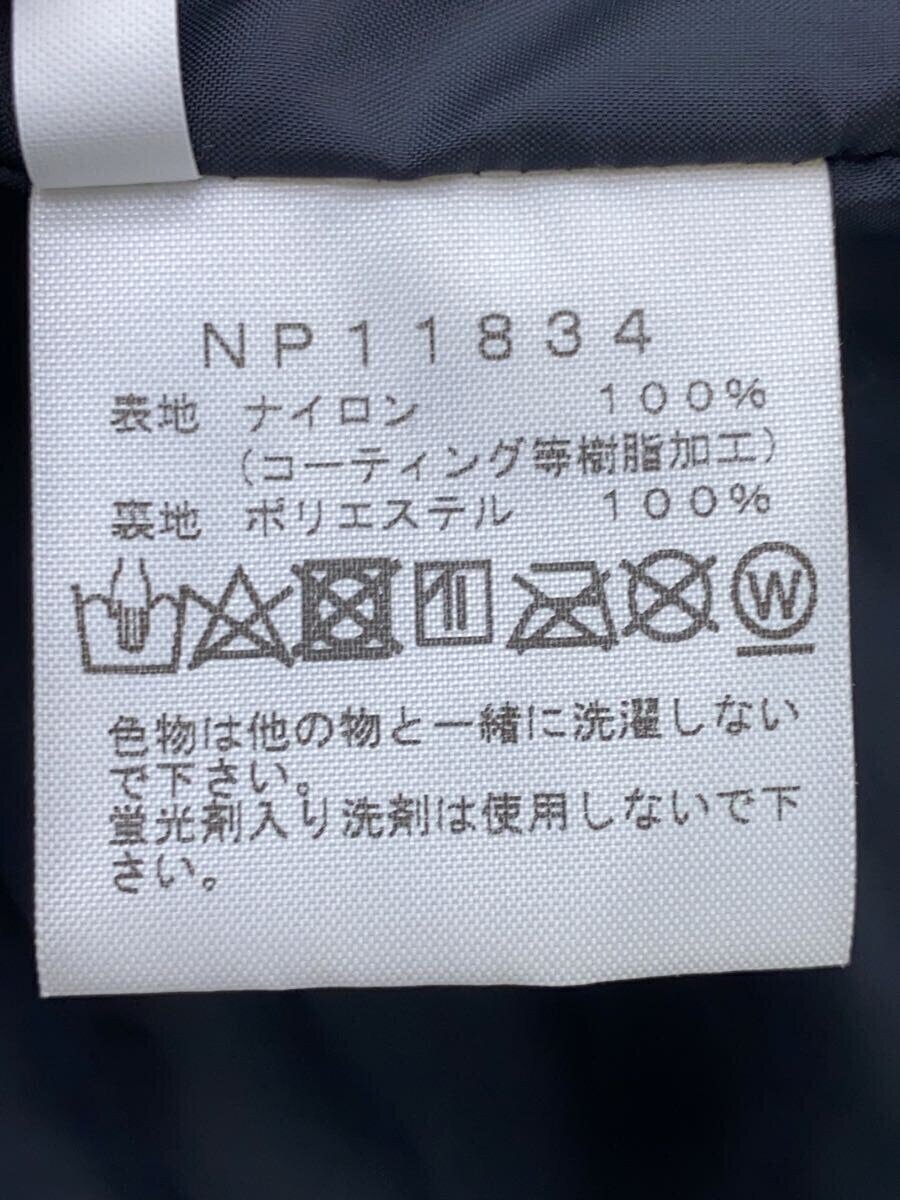 NP11834
表地 ナイロン 100%
(コーティング等樹脂加工)
裏地 ポリエステル 100%
W
色物は他の物と一緒に洗濯しない
で下さい。
蛍光剤入り洗剤は使用しないで下
さい。